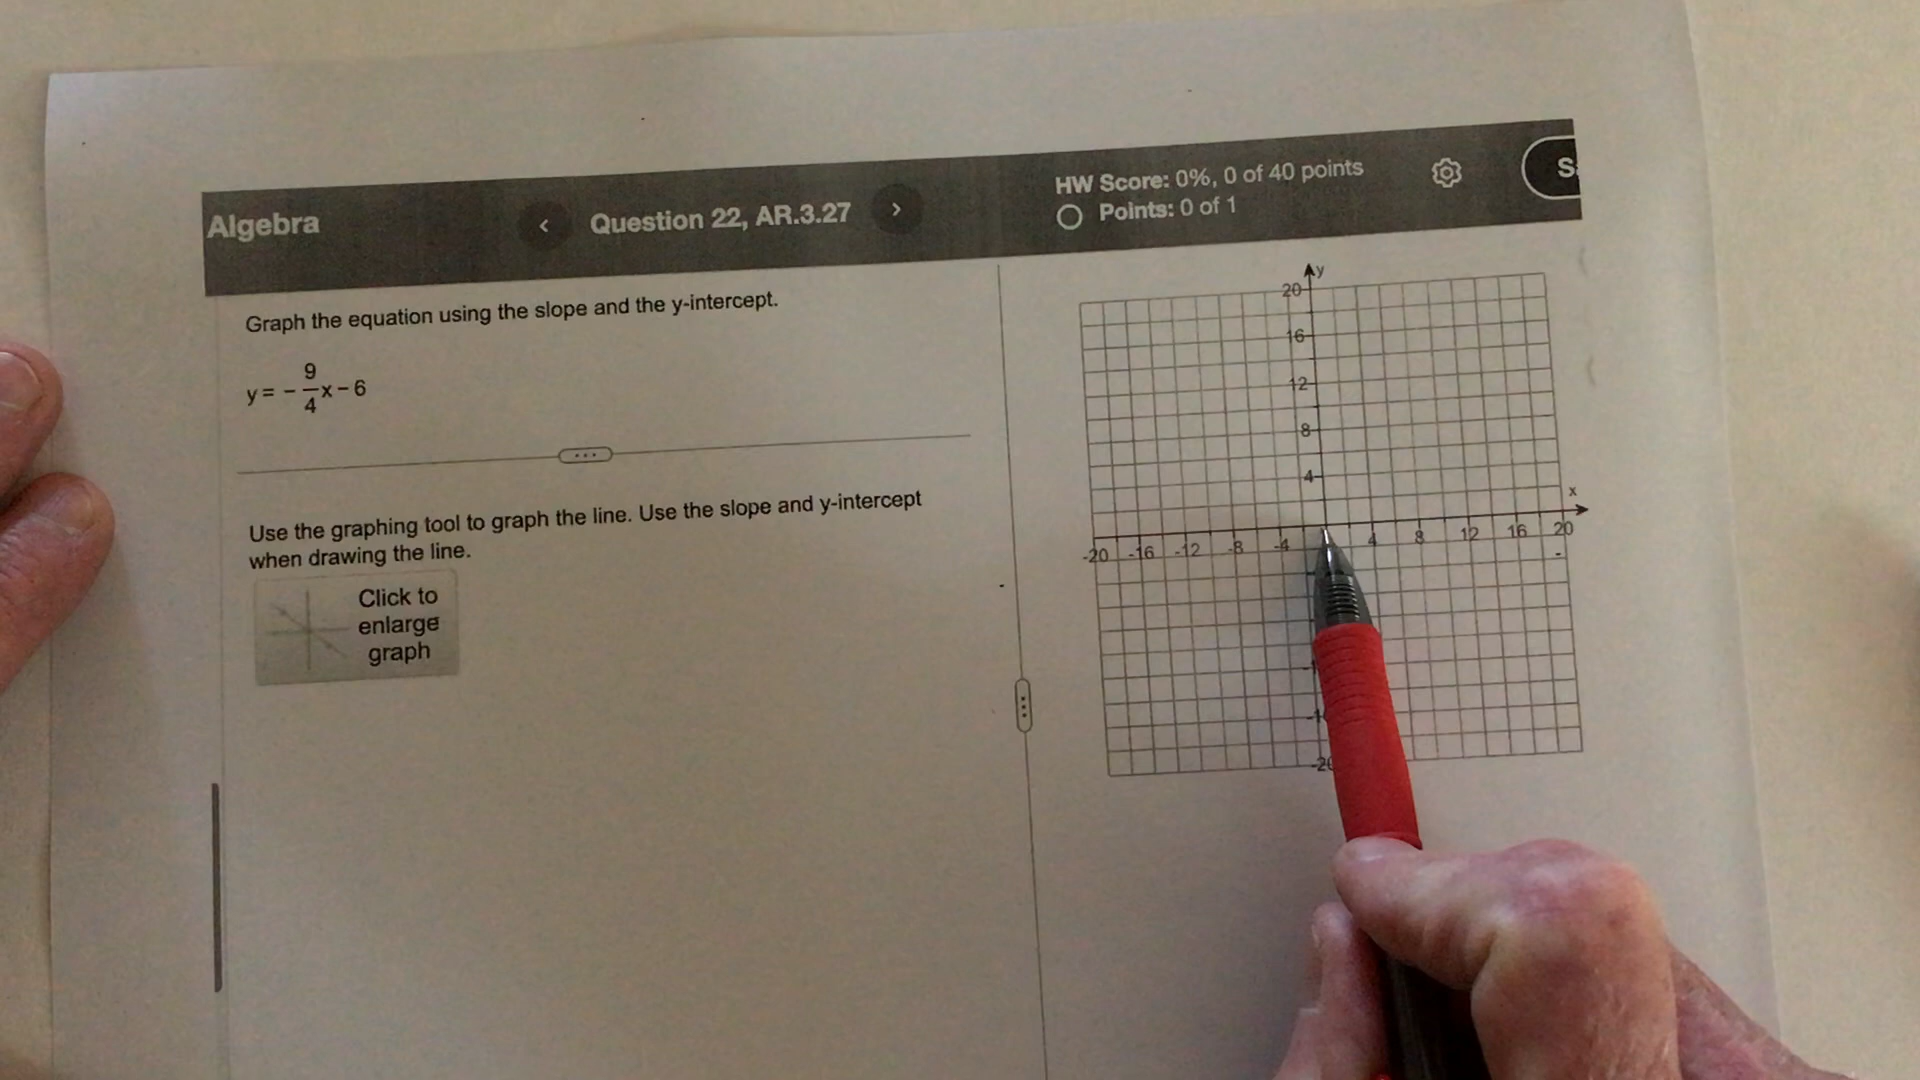 Algebra
<
Question 22, AR.3.27
>
HW Score: 0%, 0 of 40 points
Points: 0 of 1
Graph the equation using the slope and the y-intercept.
y = - 9/4 x - 6
Use the graphing tool to graph the line. Use the slope and y-intercept
when drawing the line.
Click to
enlarge
graph
y
20
16
12
8
4
x
-20 -16 -12 -8 -4 4 8 12 16 20